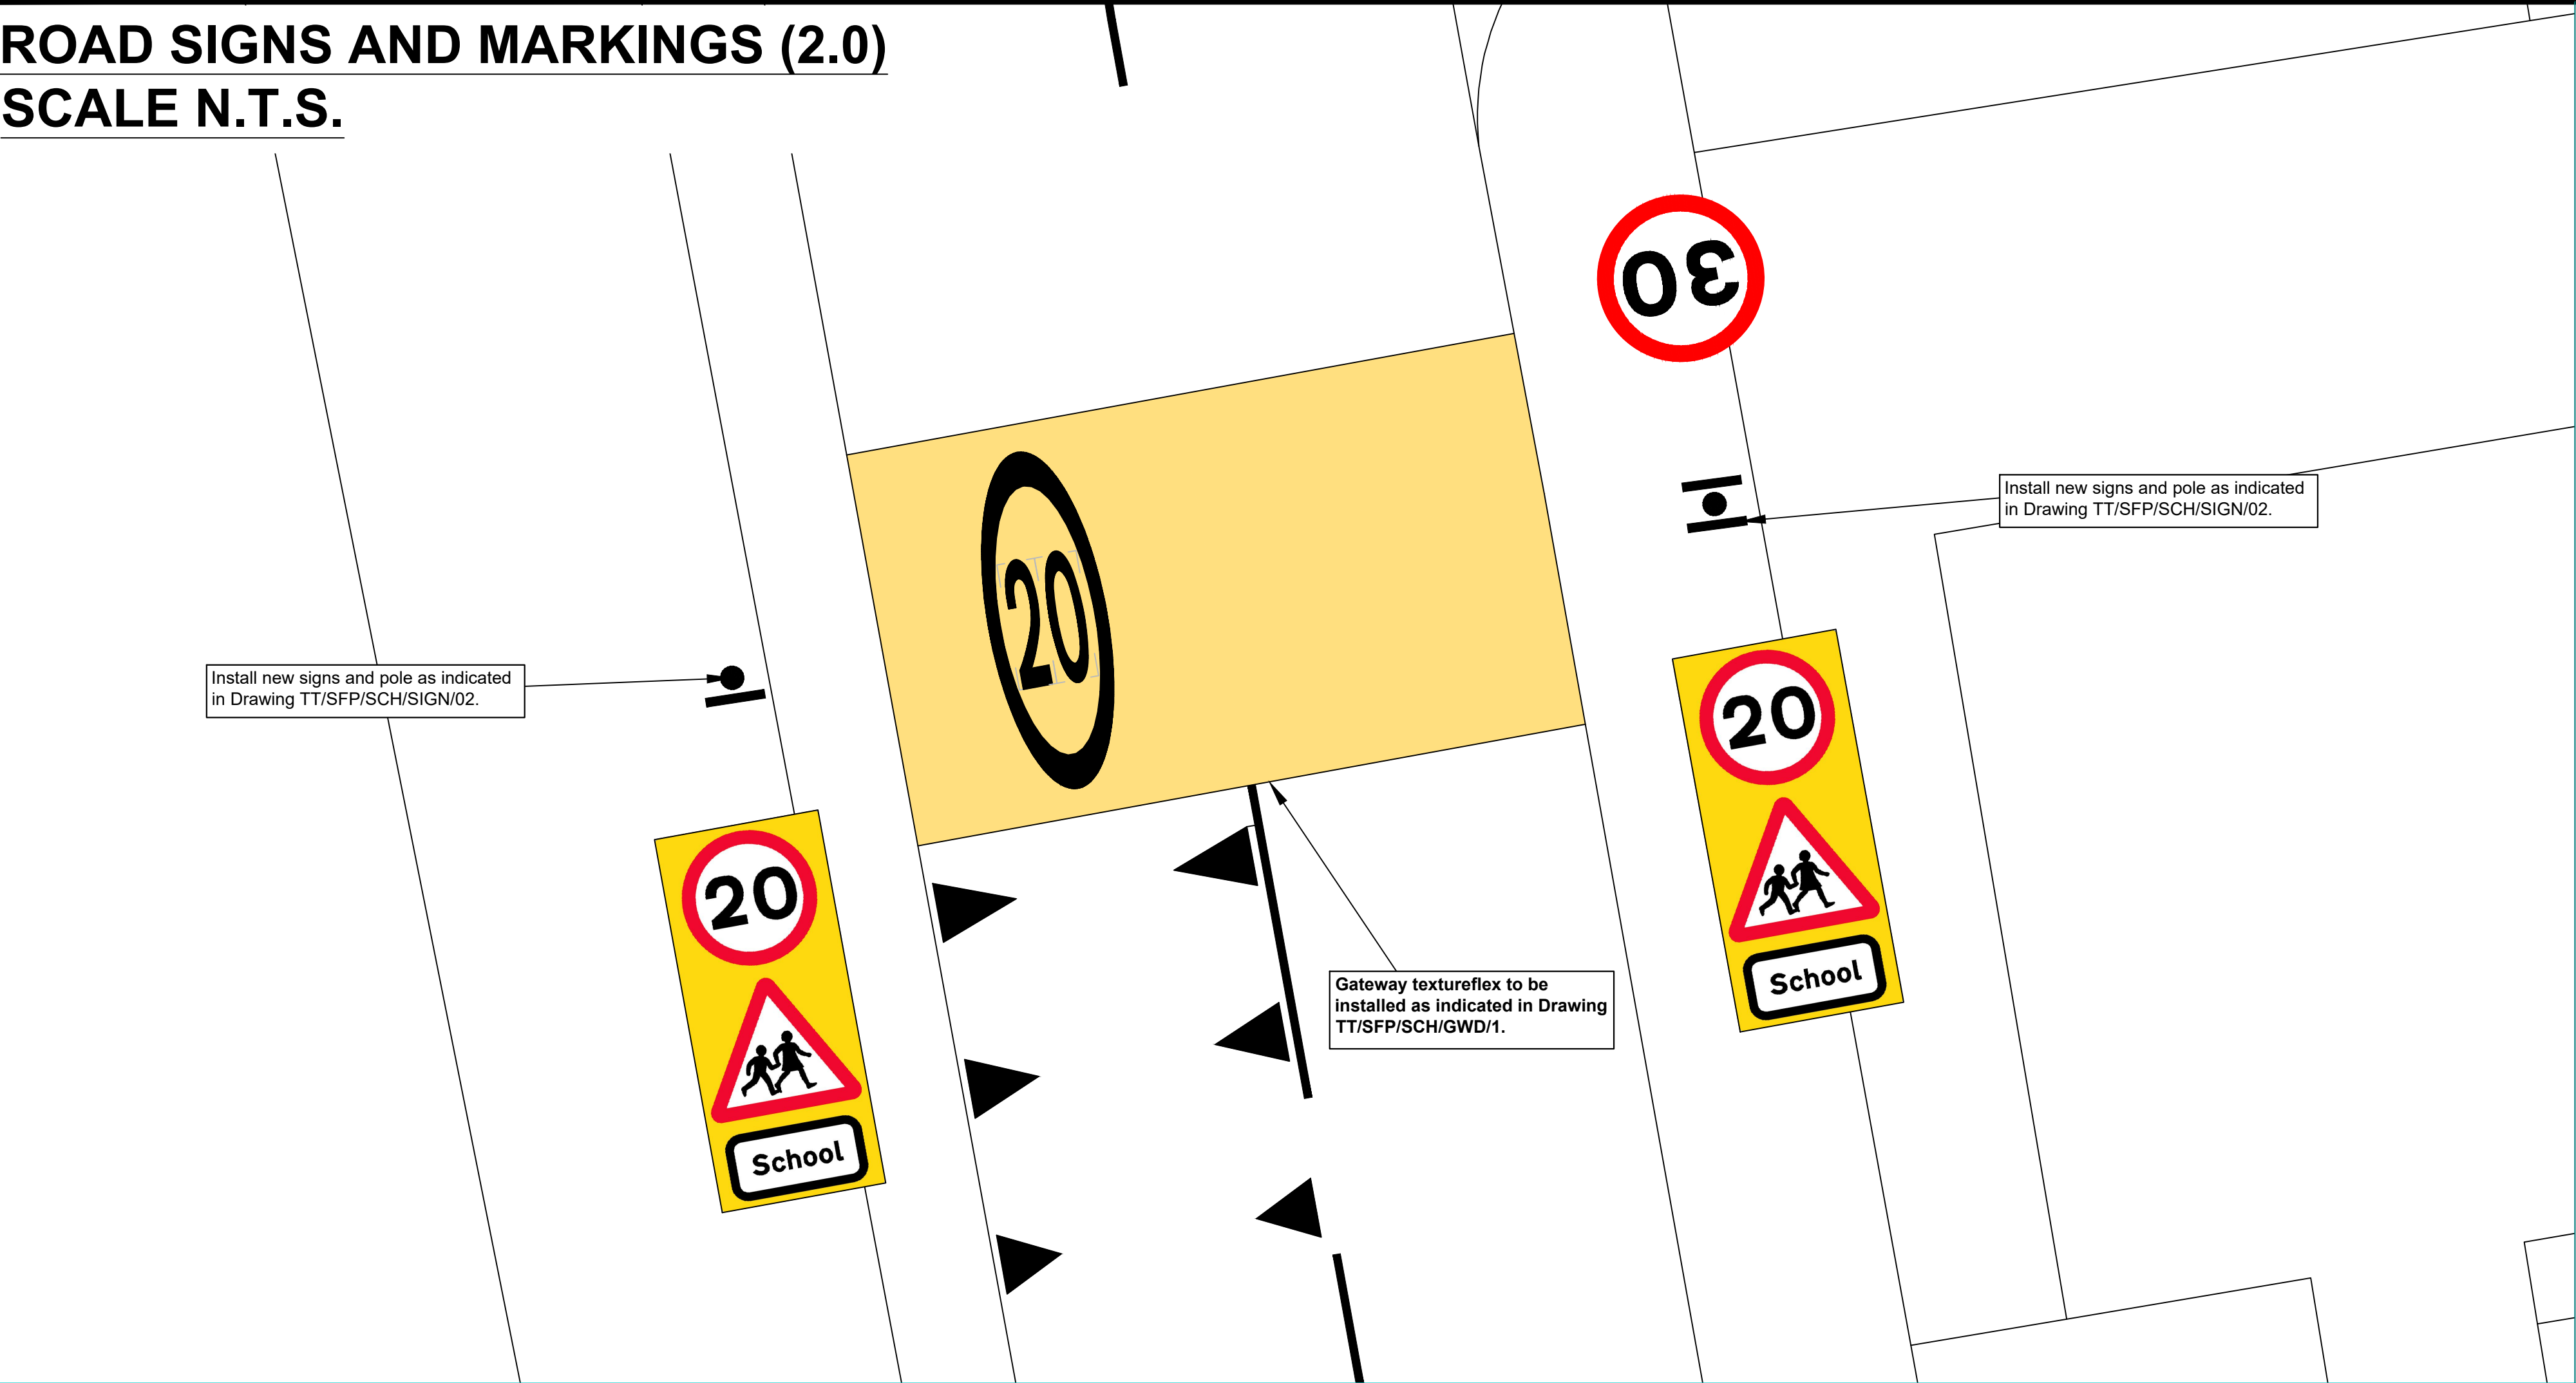 ROAD SIGNS AND MARKINGS (2.0)
SCALE N.T.S.
30
Install new signs and pole as indicated
in Drawing TT/SFP/SCH/SIGN/02.
20
Install new signs and pole as indicated
in Drawing TT/SFP/SCH/SIGN/02.
20
School
20
School
Gateway textureflex to be
installed as indicated in Drawing
TT/SFP/SCH/GWD/1.